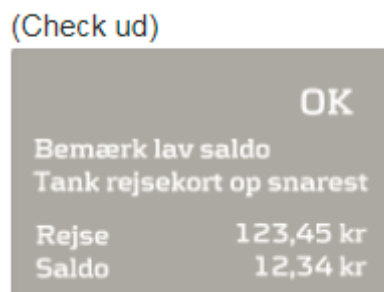 (Check ud)
OK
Bemærk lav saldo
Tank rejsekort op snarest
Rejse 123,45 kr
Saldo 12,34 kr